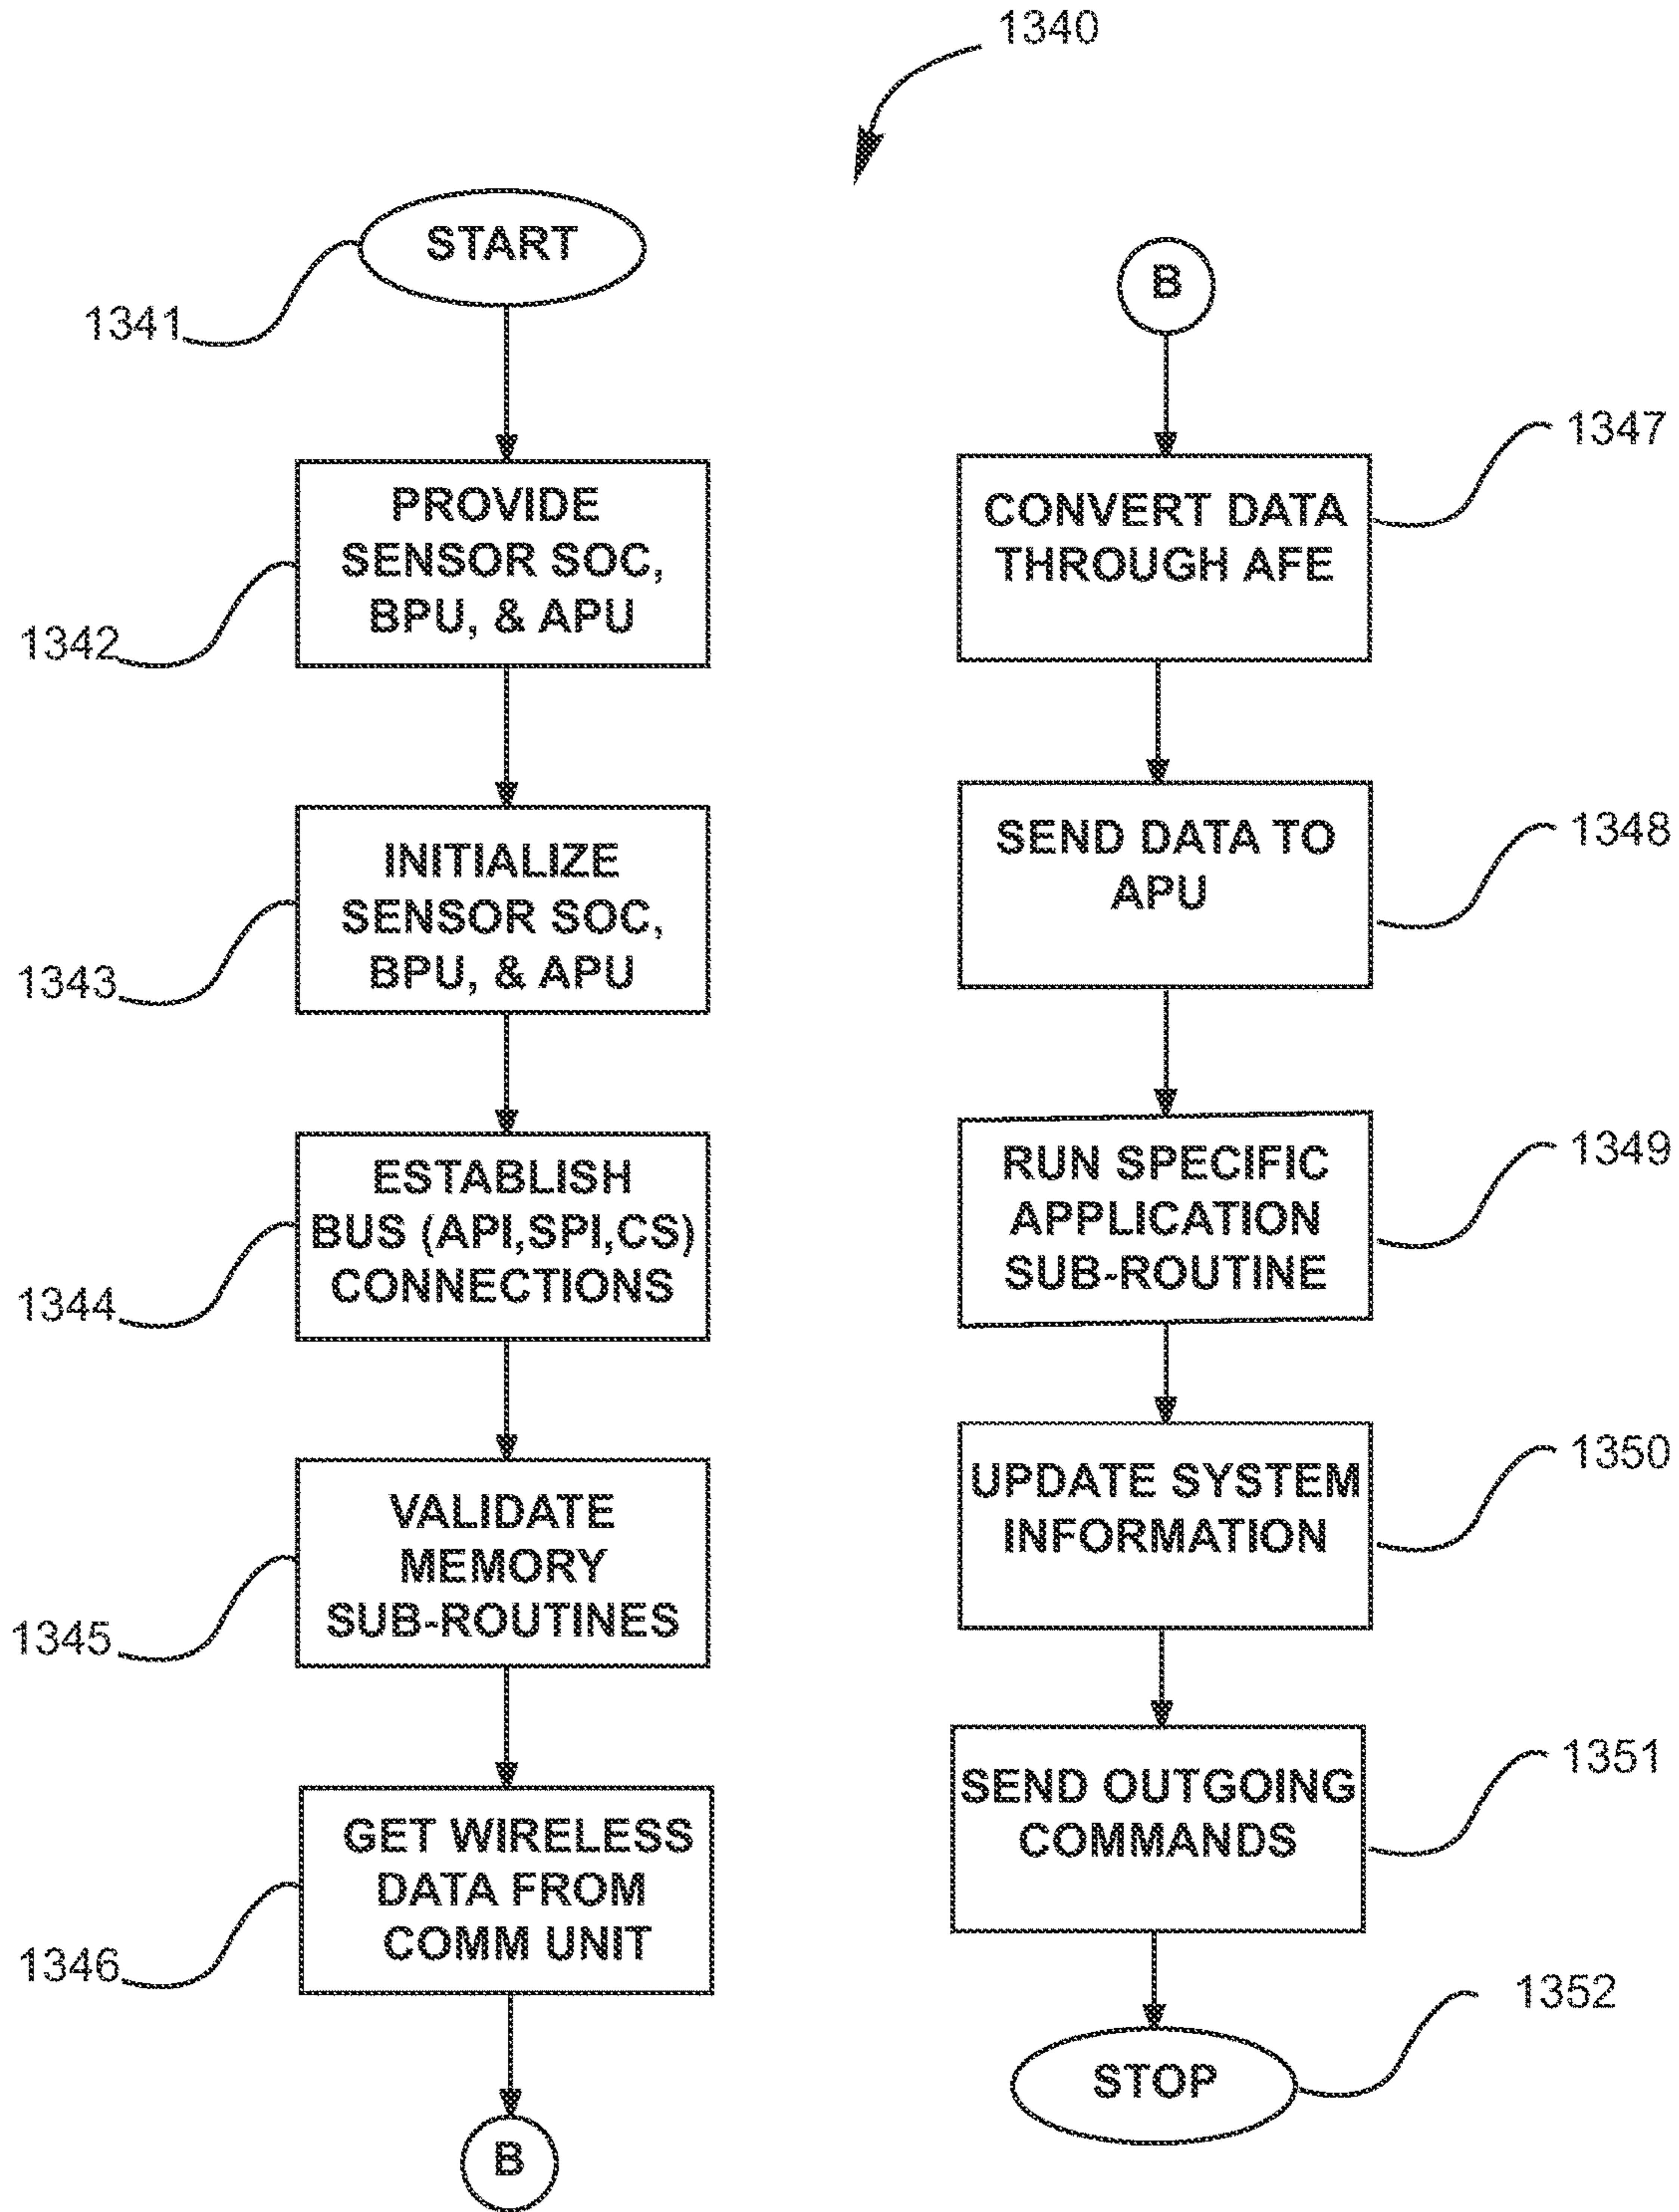 1340
START
1341
PROVIDE
SENSOR SOC,
BPU, & APU
1342
INITIALIZE
SENSOR SOC,
BPU, & APU
1343
ESTABLISH
BUS (API,SPI,CS)
CONNECTIONS
1344
VALIDATE
MEMORY
SUB-ROUTINES
1345
GET WIRELESS
DATA FROM
COMM UNIT
1346
B
B
CONVERT DATA
THROUGH AFE
1347
SEND DATA TO
APU
1348
RUN SPECIFIC
APPLICATION
SUB-ROUTINE
1349
UPDATE SYSTEM
INFORMATION
1350
SEND OUTGOING
COMMANDS
1351
STOP
1352